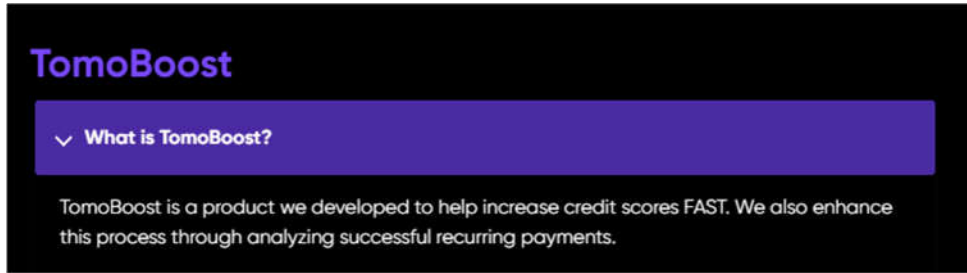 TomoBoost
What is TomoBoost?
TomoBoost is a product we developed to help increase credit scores FAST. We also enhance
this process through analyzing successful recurring payments.